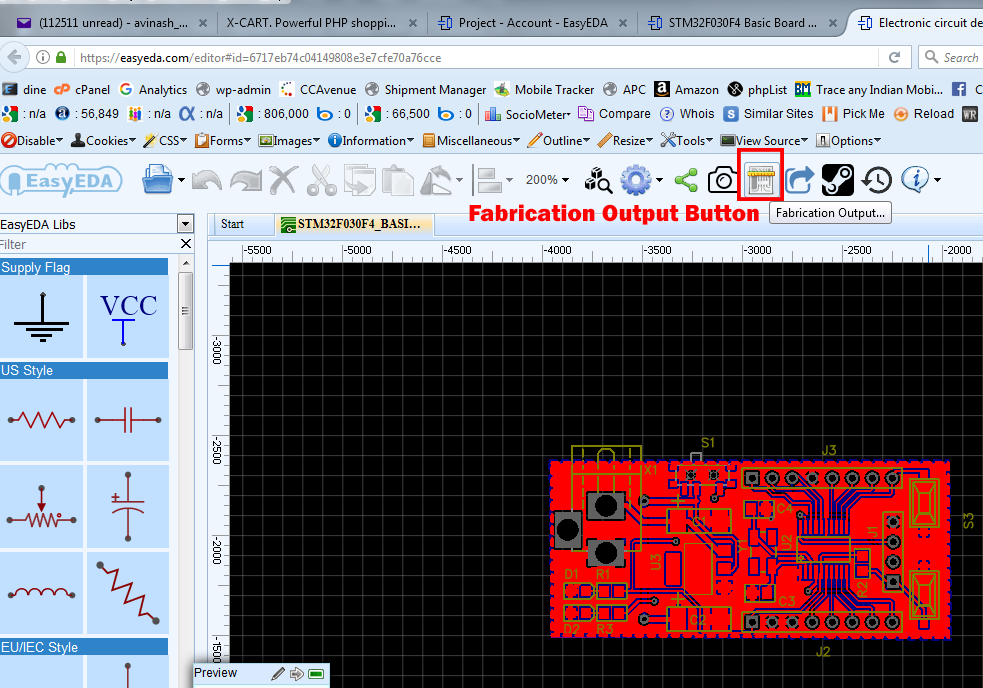 (112511 unread) - avinash_... × X-CART. Powerful PHP shoppi... × Project - Account - EasyEDA × STM32F030F4 Basic Board ... × Electronic circuit de
https://easyeda.com/editor#id=6717eb74c04149808e3e7cfe70a76cce Search
dine cPanel Analytics wp-admin CCAvenue Shipment Manager Mobile Tracker APC Amazon phpList BM Trace any Indian Mobi... C
: n/a : 56,849 : n/a : n/a : 806,000 : 0 : 66,500 : 0 SocioMeter Compare Whois Similar Sites Pick Me Reload WR
Disable Cookies CSS Forms Images Information Miscellaneous Outline Resize Tools View Source Options
EasyEDA 200%
Fabrication Output Button Fabrication Output...
EasyEDA Libs Start STM32F030F4_BASI...
Filter
-5500 -5000 -4500 -4000 -3500 -3000 -2500 -2000
Supply Flag
VCC
-3000
US Style
-2500
S1 J3
X1
C4 S3
-2000
U3 U2 J1
D1 R1 R2
C3
D2 R3 C2
EU/IEC Style J2
-1500
Preview